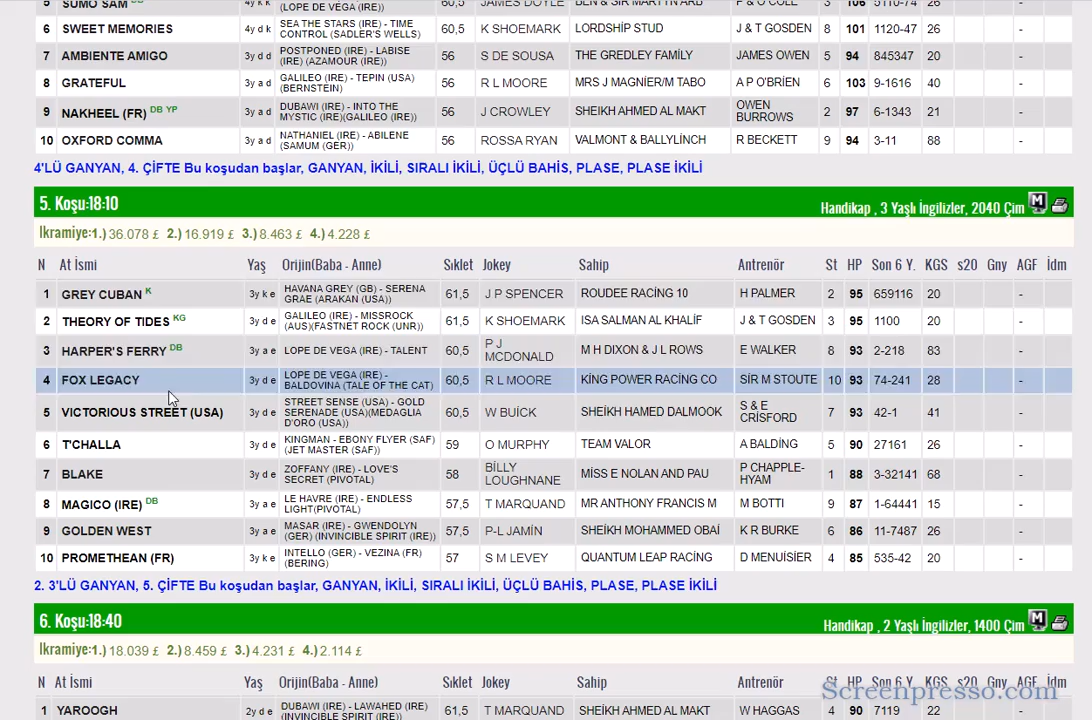 5 SUMO SAM DB 4y k k (LOPE DE VEGA (IRE)) 60,5 JAMES DOYLE 3 106 5110-74 26
6 SWEET MEMORIES 4y d k SEA THE STARS (IRE) - TIME CONTROL (SADLER'S WELLS) 60,5 K SHOEMARK LORDSHİP STUD J & T GOSDEN 8 101 1120-47 26 -
7 AMBIENTE AMIGO 3y d d POSTPONED (IRE) - LABISE (IRE) (AZAMOUR (IRE)) 56 S DE SOUSA THE GREDLEY FAMİLY JAMES OWEN 5 94 845347 20 -
8 GRATEFUL 3y a d GALILEO (IRE) - TEPIN (USA) (BERNSTEIN) 56 R L MOORE MRS J MAGNİER/M TABO A P O'BRİEN 6 103 9-1616 40 -
9 NAKHEEL (FR) DB YP 3y a d DUBAWI (IRE) - INTO THE MYSTIC (IRE)(GALILEO (IRE)) 56 J CROWLEY SHEIKH AHMED AL MAKT OWEN BURROWS 2 97 6-1343 21 -
10 OXFORD COMMA 3y a d NATHANIEL (IRE) - ABILENE (SAMUM (GER)) 56 ROSSA RYAN VALMONT & BALLYLİNCH R BECKETT 9 94 3-11 88 -
4'LÜ GANYAN, 4. ÇİFTE Bu koşudan başlar, GANYAN, İKİLİ, SIRALI İKİLİ, ÜÇLÜ BAHİS, PLASE, PLASE İKİLİ
5. Koşu:18:10 Handikap , 3 Yaşlı İngilizler, 2040 Çim M
İkramiye:1.) 36.078 £ 2.) 16.919 £ 3.) 8.463 £ 4.) 4.228 £
N At İsmi Yaş Orijin(Baba - Anne) Sıklet Jokey Sahip Antrenör St HP Son 6 Y. KGS s20 Gny AGF İdm
1 GREY CUBAN K 3y k e HAVANA GREY (GB) - SERENA GRAE (ARAKAN (USA)) 61,5 J P SPENCER ROUDEE RACİNG 10 H PALMER 2 95 659116 20 -
2 THEORY OF TIDES KG 3y d e GALILEO (IRE) - MISSROCK (AUS)(FASTNET ROCK (UNR)) 61,5 K SHOEMARK ISA SALMAN AL KHALİF J & T GOSDEN 3 95 1100 20 -
3 HARPER'S FERRY DB 3y a e LOPE DE VEGA (IRE) - TALENT 60,5 P J MCDONALD M H DIXON & J L ROWS E WALKER 8 93 2-218 83 -
4 FOX LEGACY 3y d e LOPE DE VEGA (IRE) - BALDOVINA (TALE OF THE CAT) 60,5 R L MOORE KİNG POWER RACİNG CO SİR M STOUTE 10 93 74-241 28 -
5 VICTORIOUS STREET (USA) 3y d e STREET SENSE (USA) - GOLD SERENADE (USA)(MEDAGLIA D'ORO (USA)) 60,5 W BUİCK SHEİKH HAMED DALMOOK S & E CRİSFORD 7 93 42-1 41 -
6 T'CHALLA 3y d e KINGMAN - EBONY FLYER (SAF) (JET MASTER (SAF)) 59 O MURPHY TEAM VALOR A BALDİNG 5 90 27161 26 -
7 BLAKE 3y d e ZOFFANY (IRE) - LOVE'S SECRET (PIVOTAL) 58 BİLLY LOUGHNANE MİSS E NOLAN AND PAU P CHAPPLE-HYAM 1 88 3-32141 68 -
8 MAGICO (IRE) DB 3y a e LE HAVRE (IRE) - ENDLESS LIGHT(PIVOTAL) 57,5 T MARQUAND MR ANTHONY FRANCIS M M BOTTI 9 87 1-64441 15 -
9 GOLDEN WEST 3y a e MASAR (IRE) - GWENDOLYN (GER) (INVINCIBLE SPIRIT (IRE)) 57,5 P-L JAMİN SHEİKH MOHAMMED OBAİ K R BURKE 6 86 11-7487 26 -
10 PROMETHEAN (FR) 3y k e INTELLO (GER) - VEZINA (FR) (BERING) 57 S M LEVEY QUANTUM LEAP RACİNG D MENUİSİER 4 85 535-42 20 -
2. 3'LÜ GANYAN, 5. ÇİFTE Bu koşudan başlar, GANYAN, İKİLİ, SIRALI İKİLİ, ÜÇLÜ BAHİS, PLASE, PLASE İKİLİ
6. Koşu:18:40 Handikap , 2 Yaşlı İngilizler, 1400 Çim M
İkramiye:1.) 18.039 £ 2.) 8.459 £ 3.) 4.231 £ 4.) 2.114 £
N At İsmi Yaş Orijin(Baba - Anne) Sıklet Jokey Sahip Antrenör St HP Son 6 Y. KGS s20 Gny AGF İdm
Screenpresso.com
1 YAROOGH 2y d e DUBAWI (IRE) - LAWAHED (IRE) (INVINCIBLE SPIRIT (IRE)) 61,5 T MARQUAND SHEİKH AHMED AL MAKT W HAGGAS 4 90 7119 22 -